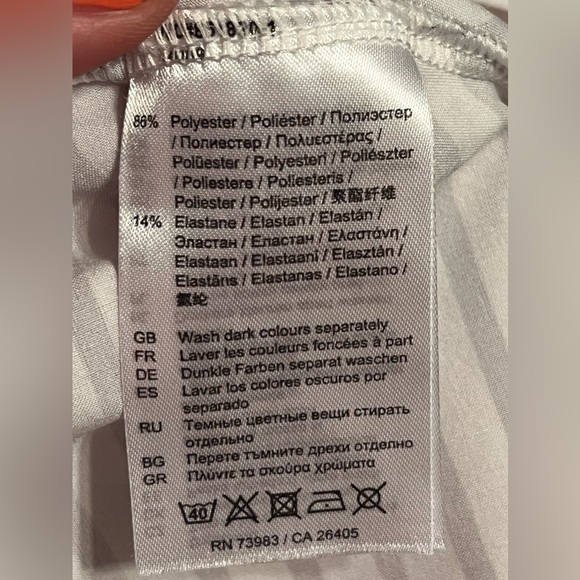 86% Polyester / Poliéster / Полиэстер
/ Полиестер / Πολυεστέρας /
Polüester / Polyesteri / Poliészter
/ Poliestere / Poliesteris /
Poliester / Polijester / 聚酯纤维
14% Elastane / Elastan / Elastán /
Эластан / Еластан / Ελαστάνη /
Elastaan / Elastaani / Elasztán /
Elastāns / Elastanas / Elastano /
氨纶
GB Wash dark colours separately
FR Laver les couleurs foncées à part
DE Dunkle Farben separat waschen
ES Lavar los colores oscuros por
separado
RU Темные цветные вещи стирать
отдельно
BG Перете тъмните дрехи отделно
GR Πλύντε τα σκούρα χρώματα
40
RN 73983 / CA 26405